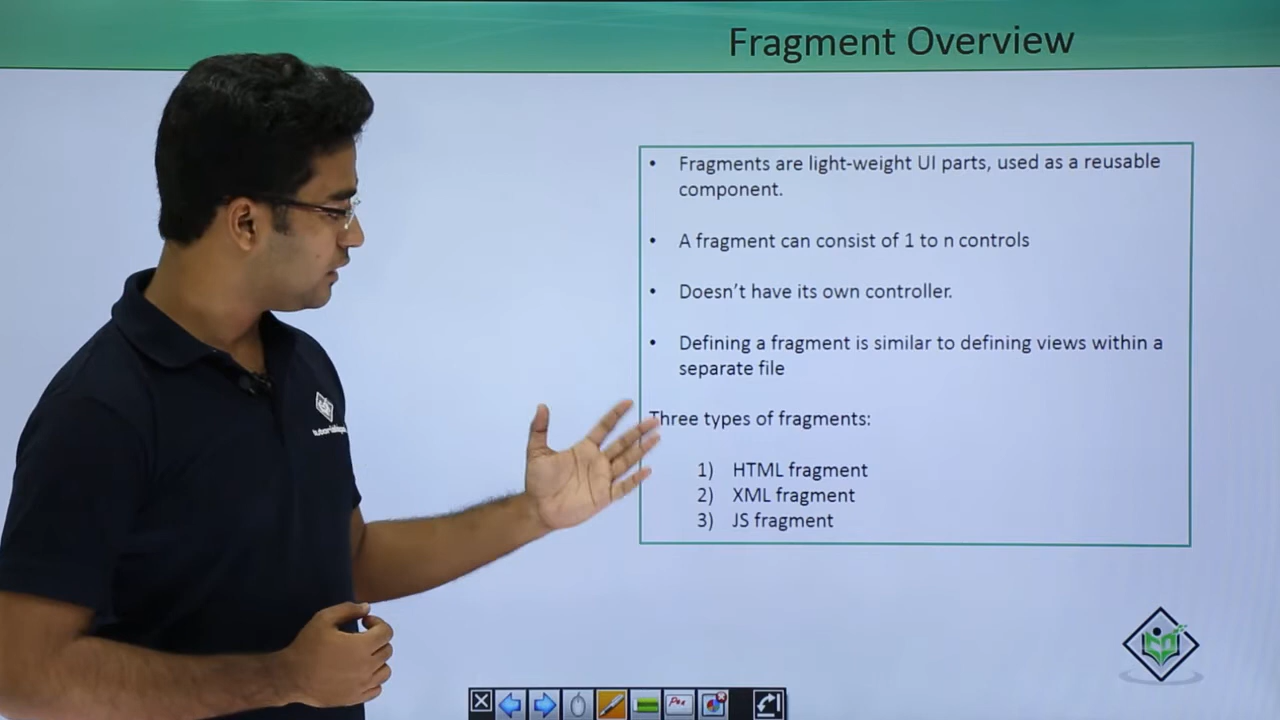 Fragment Overview
• Fragments are light-weight UI parts, used as a reusable
component.
• A fragment can consist of 1 to n controls
• Doesn’t have its own controller.
• Defining a fragment is similar to defining views within a
separate file
Three types of fragments:
1) HTML fragment
2) XML fragment
3) JS fragment